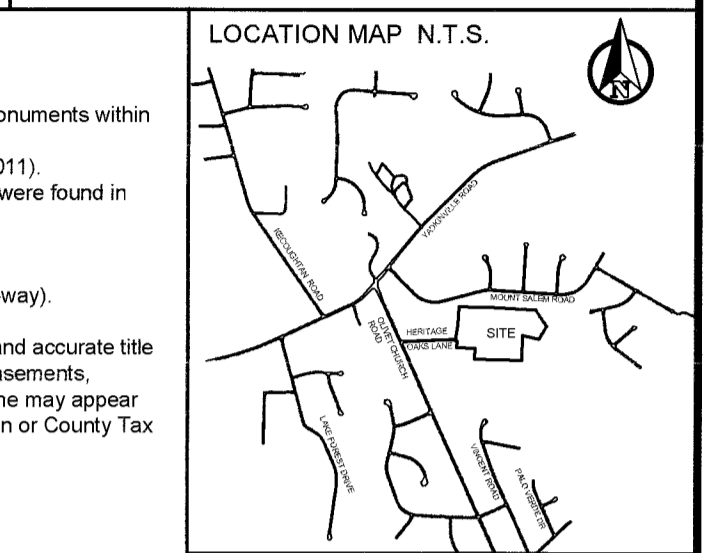 LOCATION MAP N.T.S.
N
onuments within
011).
were found in
way).
nd accurate title
asements,
ne may appear
n or County Tax
YADKINVILLE ROAD
KECOUGHTAN ROAD
MOUNT SALEM ROAD
OLIVET CHURCH
ROAD
HERITAGE
OAKS LANE
SITE
LAKE FOREST DRIVE
VINCENT ROAD
PALO VERDE DR